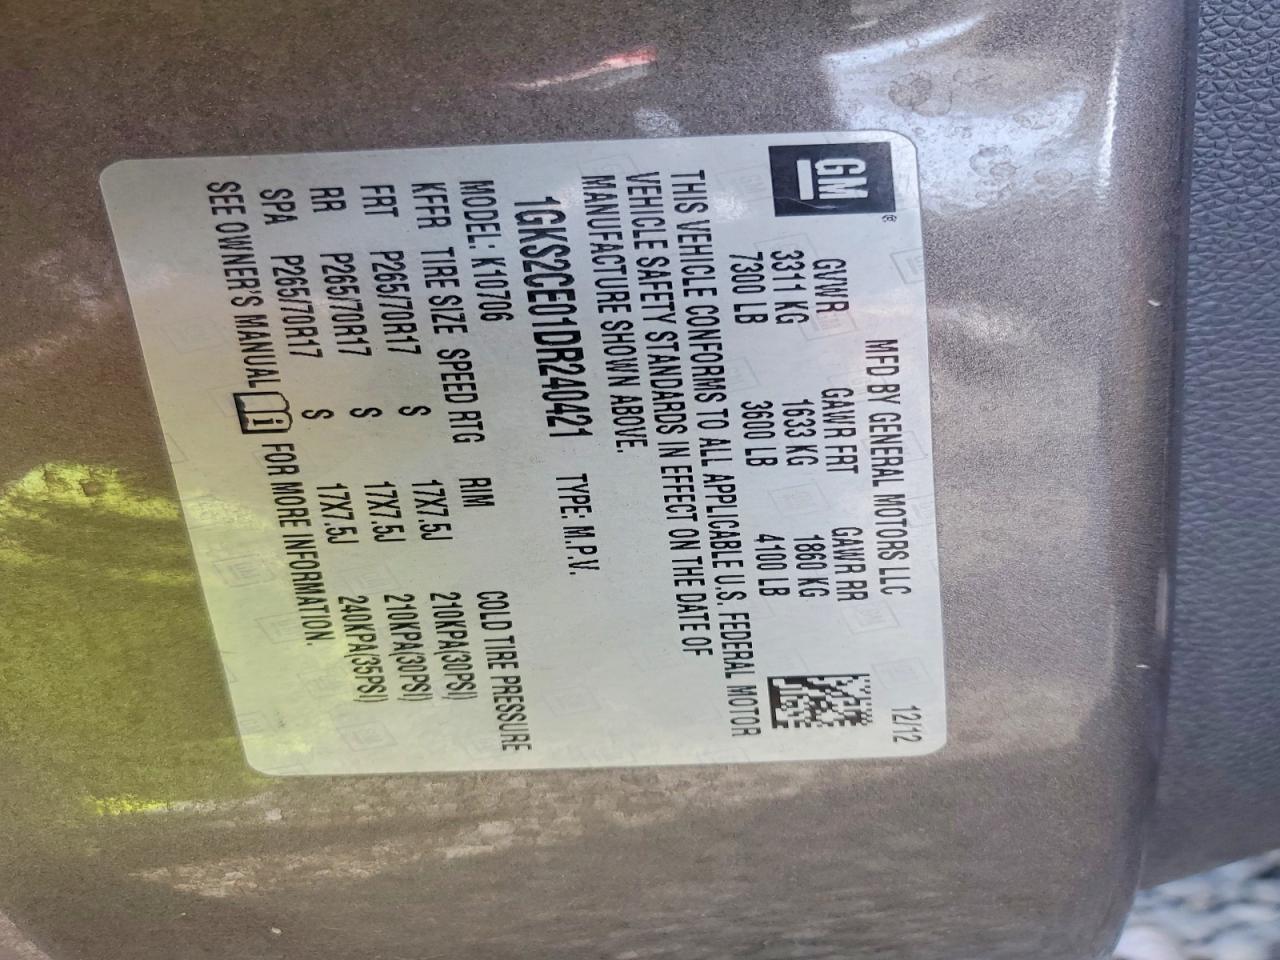 GM
®
MFD BY GENERAL MOTORS LLC 12/12
GVWR GAWR FRT GAWR RR
3311 KG 1633 KG 1860 KG
7300 LB 3600 LB 4100 LB
THIS VEHICLE CONFORMS TO ALL APPLICABLE U.S. FEDERAL MOTOR
VEHICLE SAFETY STANDARDS IN EFFECT ON THE DATE OF
MANUFACTURE SHOWN ABOVE.
1GKS2CE01DR240421 TYPE: M.P.V.
MODEL: K10706
KFFR TIRE SIZE SPEED RTG RIM COLD TIRE PRESSURE
FRT P265/70R17 S 17X7.5J 210KPA(30PSI)
RR P265/70R17 S 17X7.5J 210KPA(30PSI)
SPA P265/70R17 S 17X7.5J 240KPA(35PSI)
SEE OWNER'S MANUAL i FOR MORE INFORMATION.